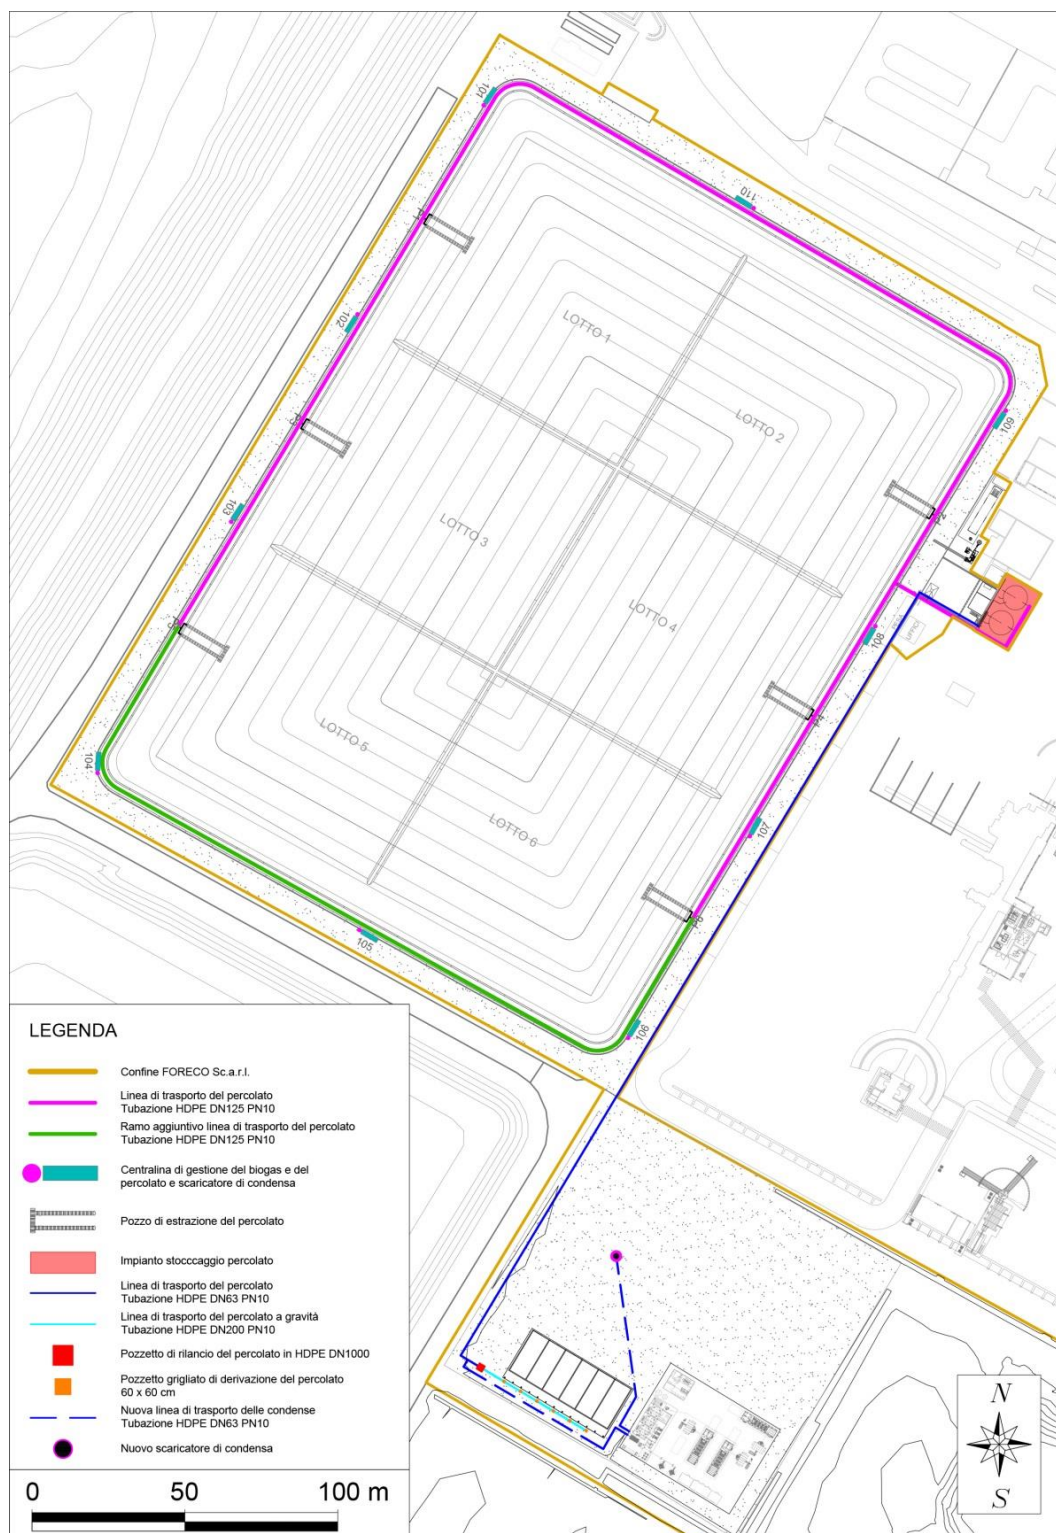 101
110
P1
102
LOTTO 1
LOTTO 2
109
P3
P2
103
LOTTO 3
LOTTO 4
108
P5
P4
104
LOTTO 5
107
LOTTO 6
P6
105
106
LEGENDA
Confine FORECO Sc.a.r.l.
Linea di trasporto del percolato
Tubazione HDPE DN125 PN10
Ramo aggiuntivo linea di trasporto del percolato
Tubazione HDPE DN125 PN10
Centralina di gestione del biogas e del
percolato e scaricatore di condensa
Pozzo di estrazione del percolato
Impianto stocccaggio percolato
Linea di trasporto del percolato
Tubazione HDPE DN63 PN10
Linea di trasporto del percolato a gravità
Tubazione HDPE DN200 PN10
Pozzetto di rilancio del percolato in HDPE DN1000
Pozzetto grigliato di derivazione del percolato
60 x 60 cm
Nuova linea di trasporto delle condense
Tubazione HDPE DN63 PN10
Nuovo scaricatore di condensa
0 50 100 m
N
S